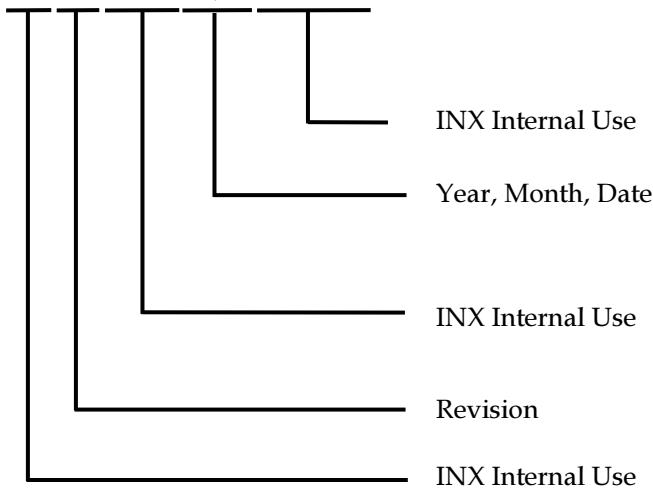 INX Internal Use
Year, Month, Date
INX Internal Use
Revision
INX Internal Use